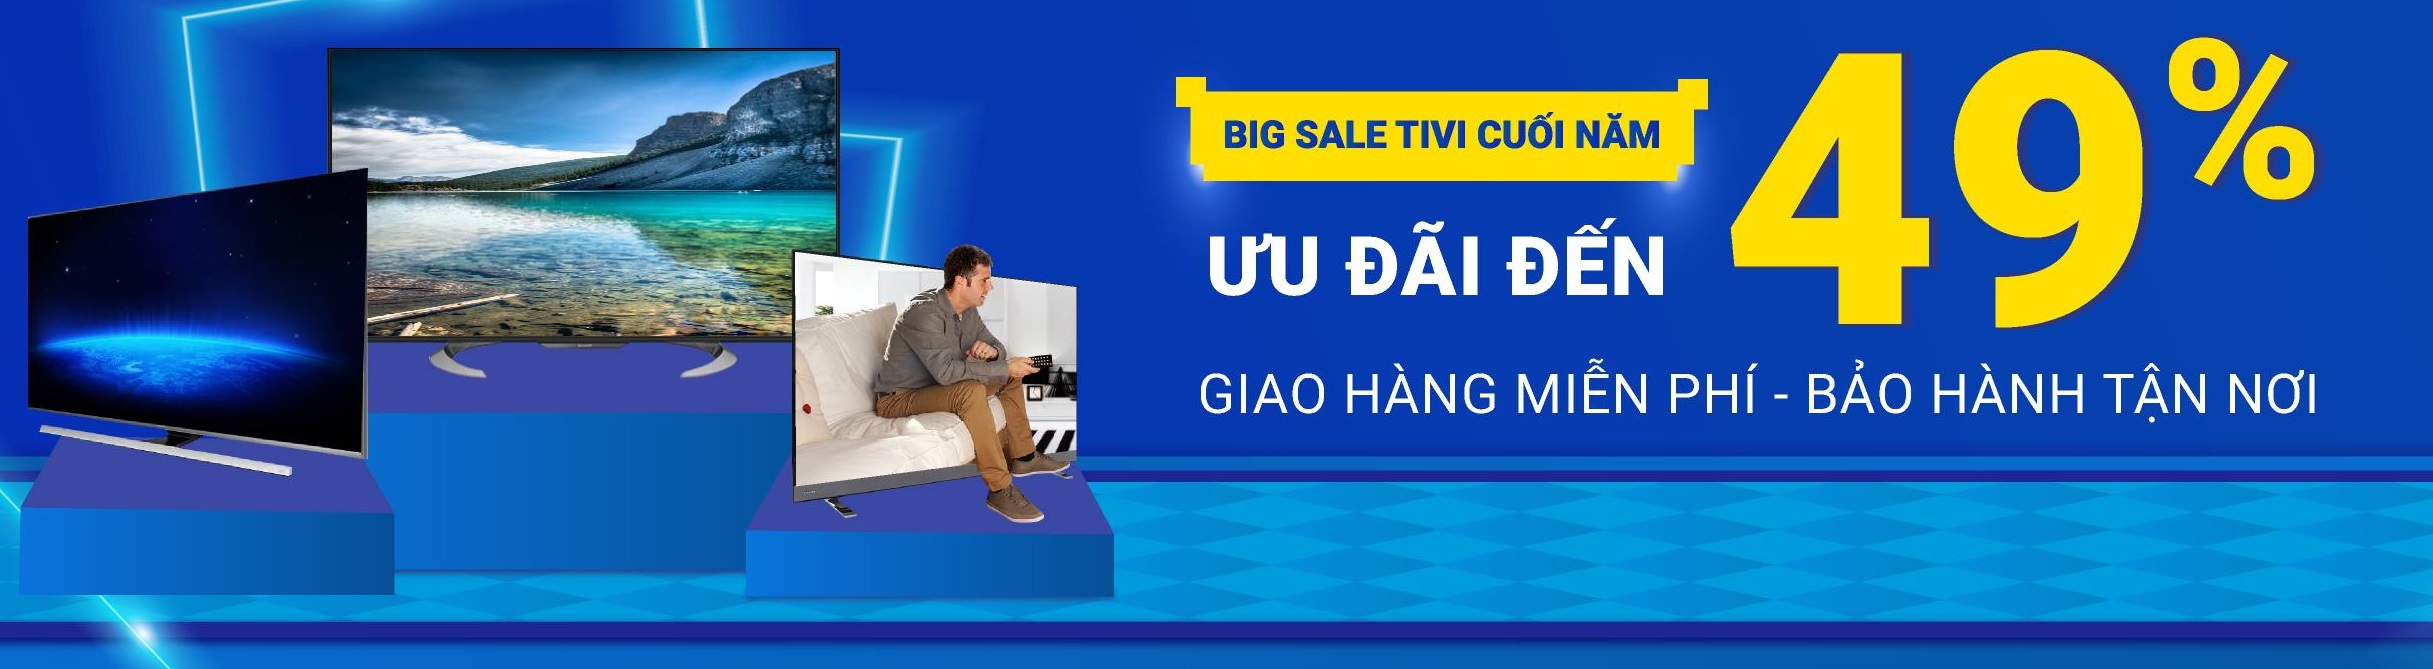 BIG SALE TIVI CUỐI NĂM
ƯU ĐÃI ĐẾN
49%
GIAO HÀNG MIỄN PHÍ - BẢO HÀNH TẬN NƠI